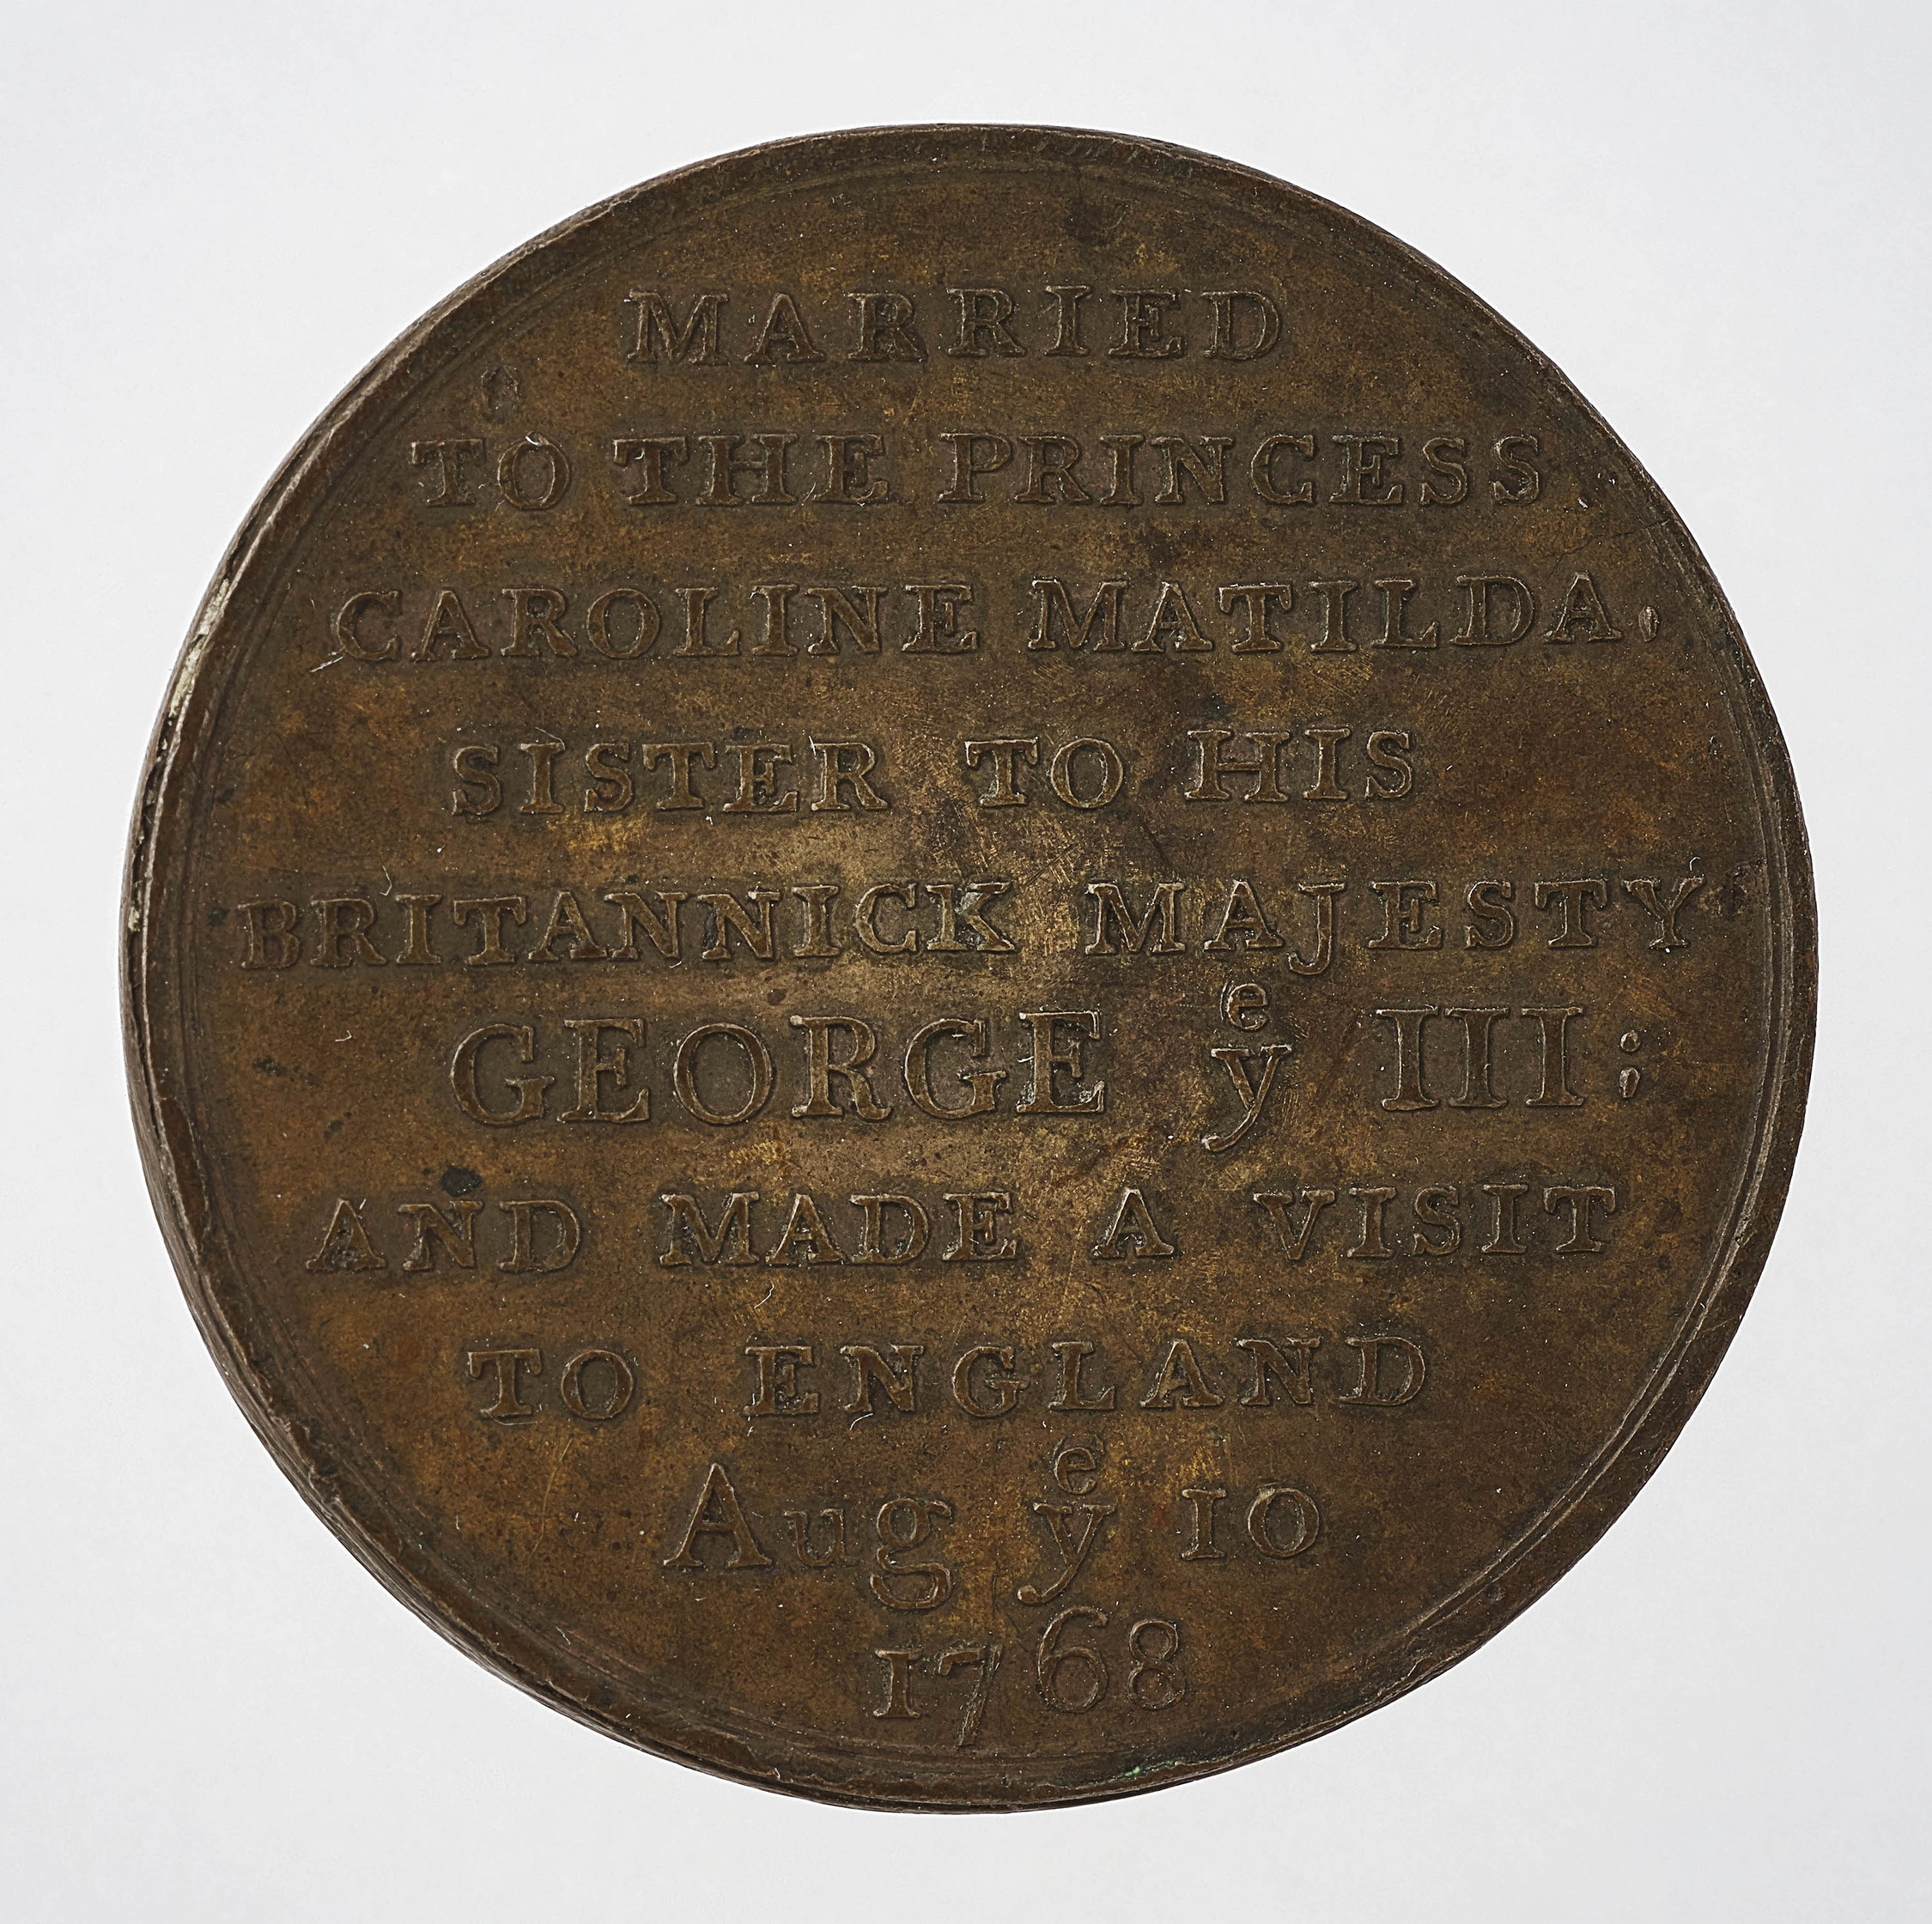 MARRIED
TO THE PRINCESS
CAROLINE MATILDA,
SISTER TO HIS
BRITANNICK MAJESTY
GEORGE yᵉ III;
AND MADE A VISIT
TO ENGLAND
Aug yᵉ 10
1768